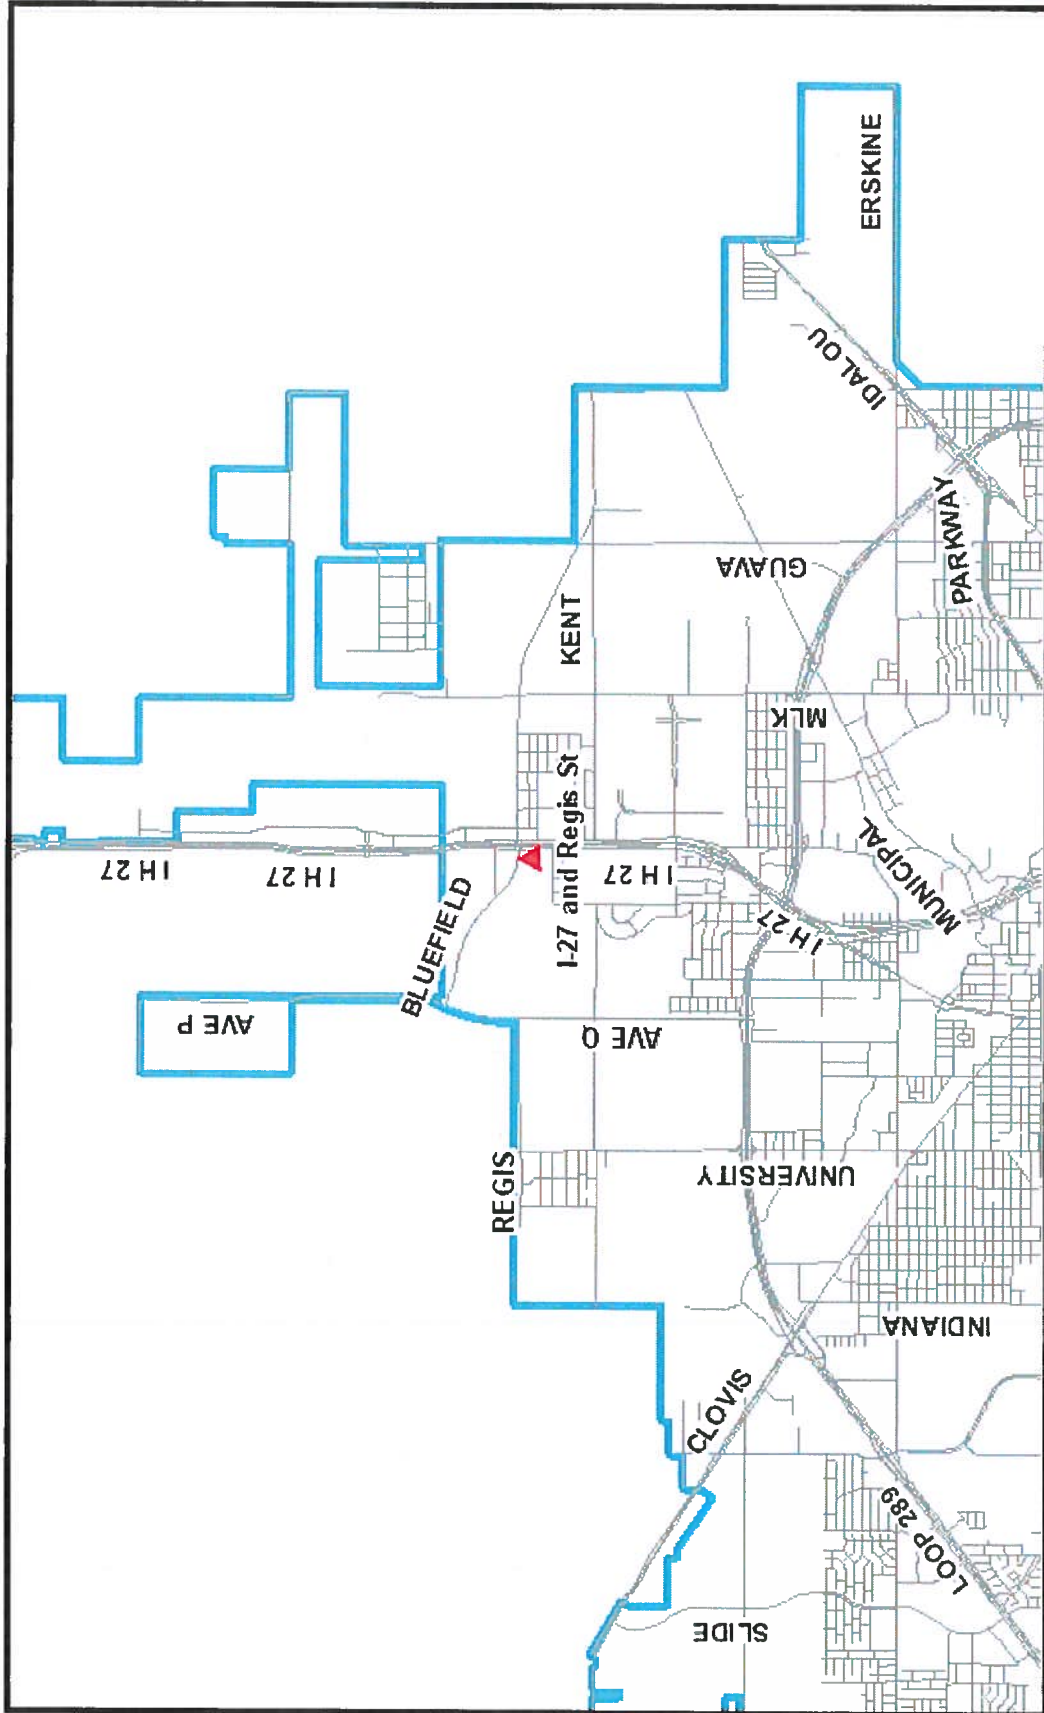 IH 27
IH 27
AVE P
BLUEFIELD
IH 27
I-27 and Regis St
KENT
REGIS
AVE Q
UNIVERSITY
IH 27
MUNICIPAL
MLK
GUAVA
PARKWAY
IDALOU
ERSKINE
INDIANA
CLOVIS
LOOP 289
SLIDE